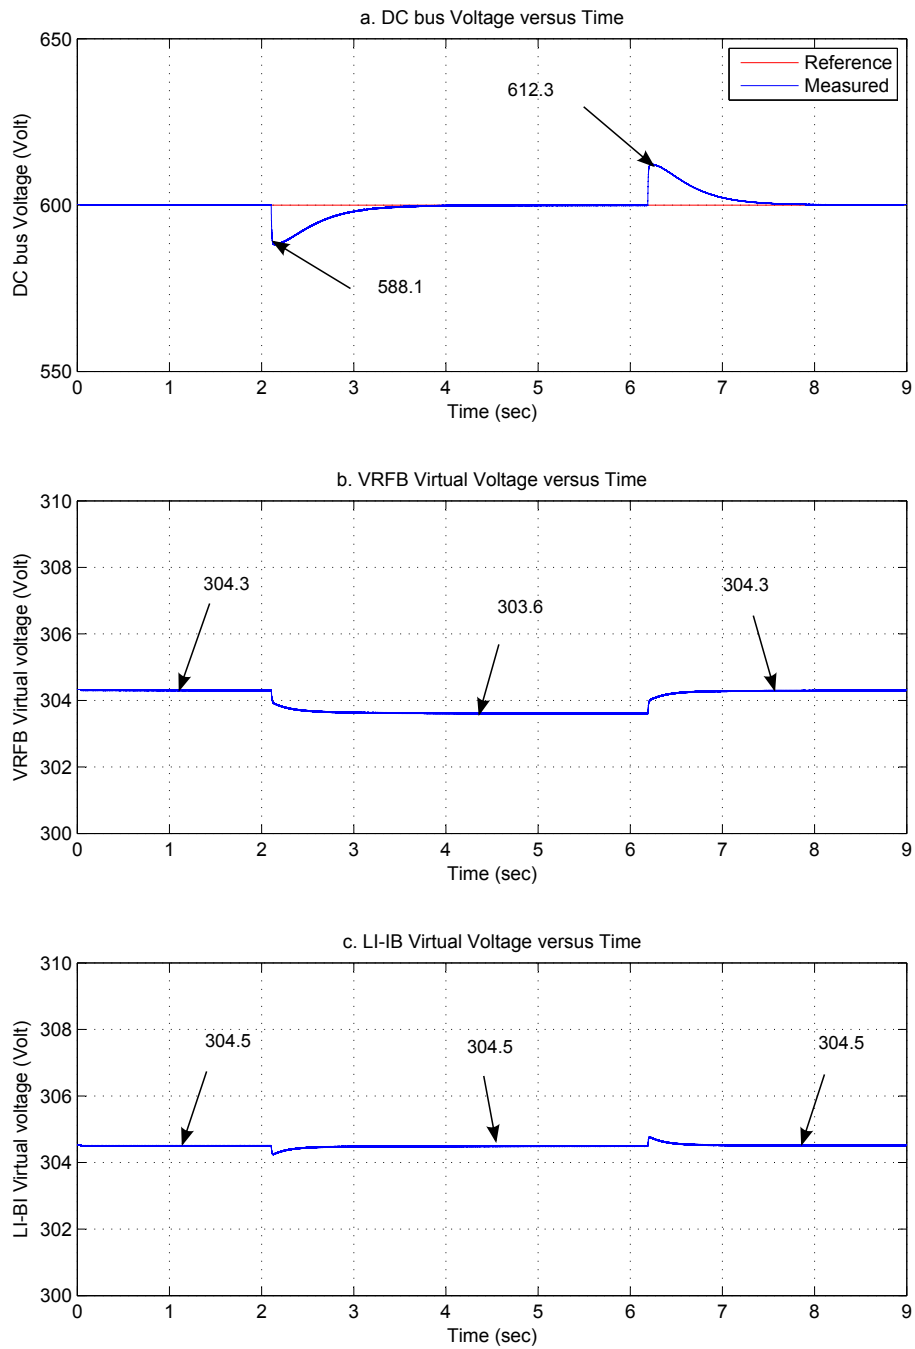 a. DC bus Voltage versus Time
650
600
550
DC bus Voltage (Volt)
Reference
Measured
612.3
588.1
0 1 2 3 4 5 6 7 8 9
Time (sec)
b. VRFB Virtual Voltage versus Time
310
308
306
304
302
300
VRFB Virtual voltage (Volt)
304.3
303.6
304.3
0 1 2 3 4 5 6 7 8 9
Time (sec)
c. LI-IB Virtual Voltage versus Time
310
308
306
304
302
300
LI-BI Virtual voltage (Volt)
304.5
304.5
304.5
0 1 2 3 4 5 6 7 8 9
Time (sec)